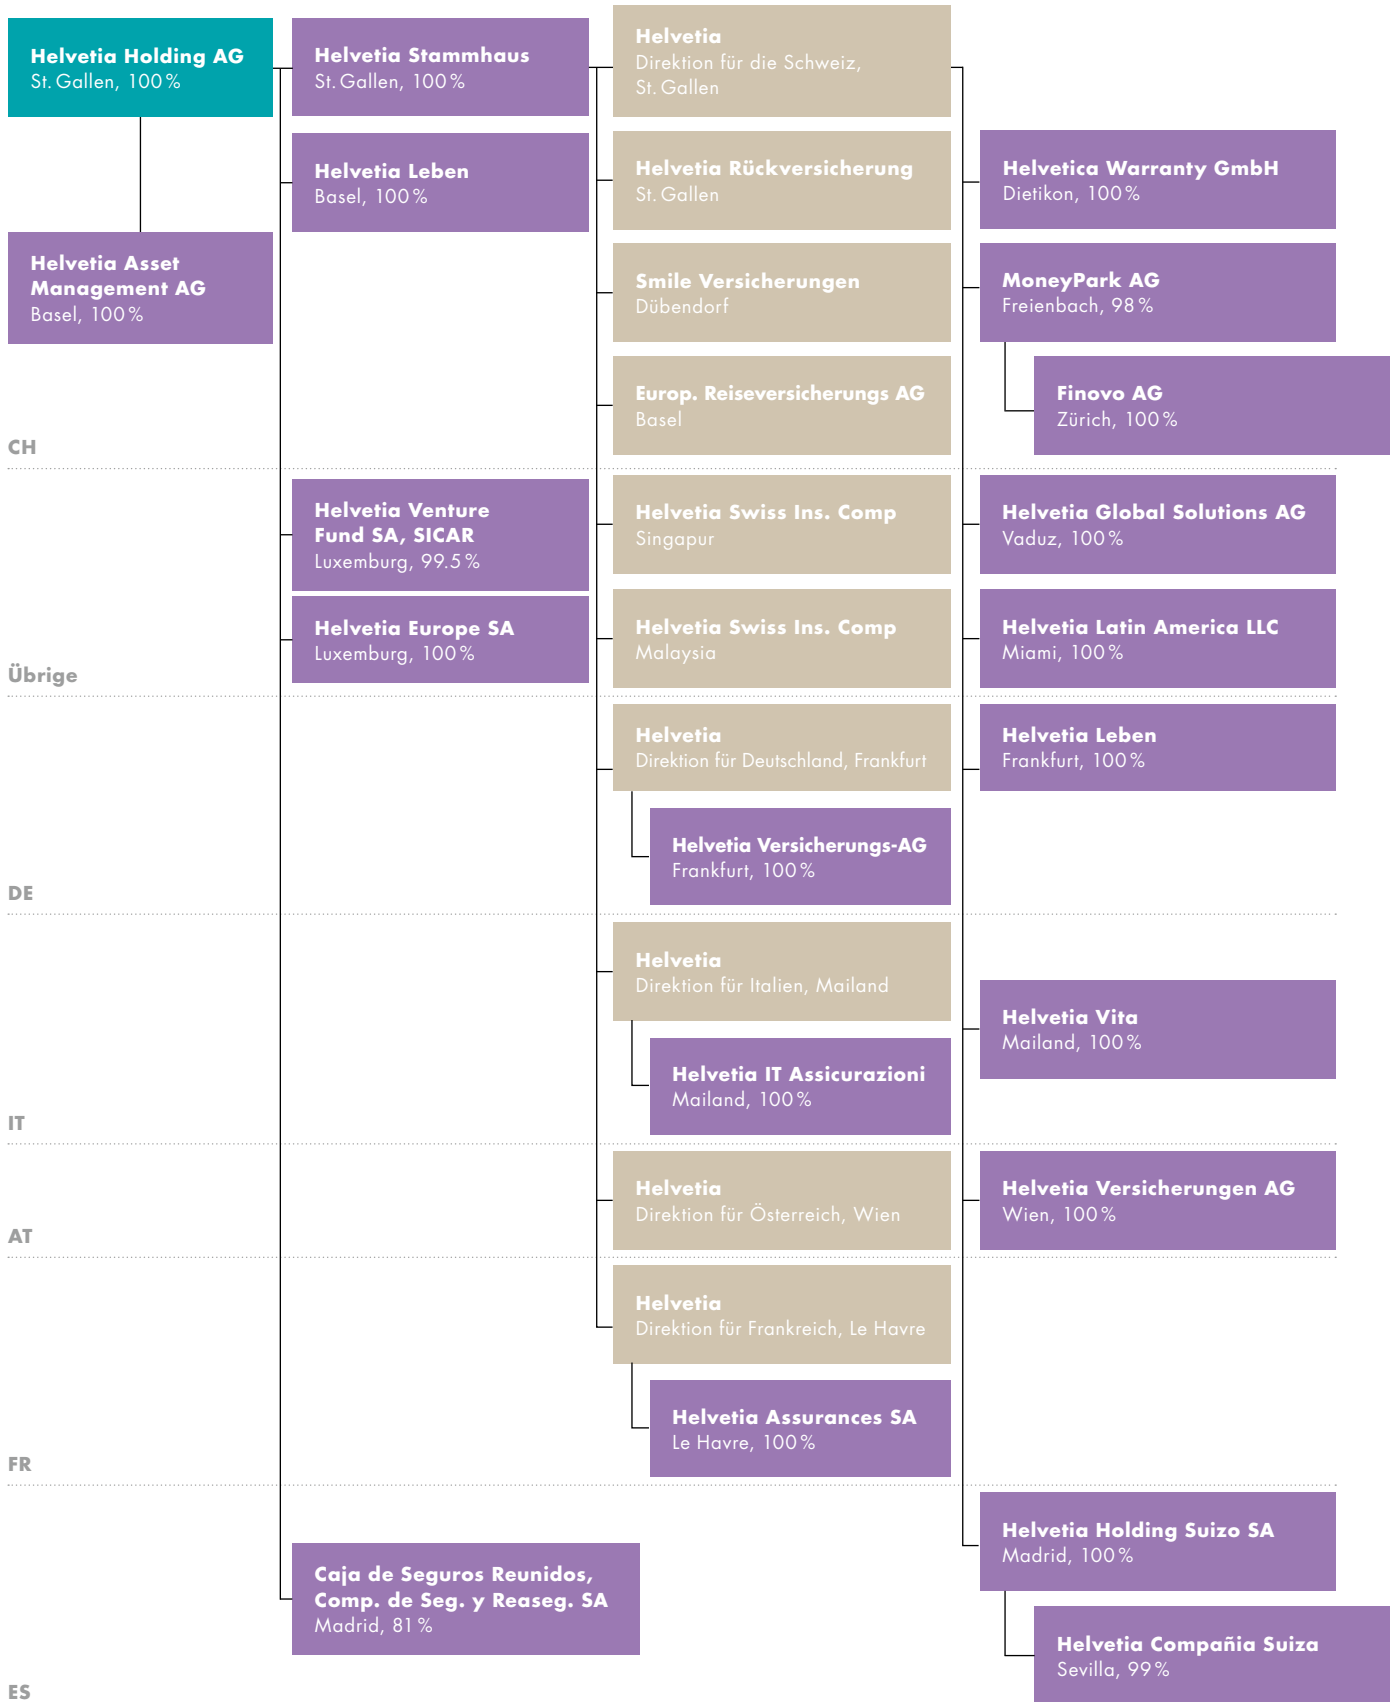 Helvetia Holding AG
St. Gallen, 100 %
Helvetia Asset
Management AG
Basel, 100 %
Helvetia Stammhaus
St. Gallen, 100 %
Helvetia Leben
Basel, 100 %
Helvetia
Direktion für die Schweiz,
St. Gallen
Helvetia Rückversicherung
St. Gallen
Smile Versicherungen
Dübendorf
Europ. Reiseversicherungs AG
Basel
Helvetica Warranty GmbH
Dietikon, 100 %
MoneyPark AG
Freienbach, 98 %
Finovo AG
Zürich, 100 %
CH
Helvetia Venture
Fund SA, SICAR
Luxemburg, 99.5 %
Helvetia Europe SA
Luxemburg, 100 %
Helvetia Swiss Ins. Comp
Singapur
Helvetia Swiss Ins. Comp
Malaysia
Helvetia Global Solutions AG
Vaduz, 100 %
Helvetia Latin America LLC
Miami, 100 %
Übrige
Helvetia
Direktion für Deutschland, Frankfurt
Helvetia Versicherungs-AG
Frankfurt, 100 %
Helvetia Leben
Frankfurt, 100 %
DE
Helvetia
Direktion für Italien, Mailand
Helvetia IT Assicurazioni
Mailand, 100 %
Helvetia Vita
Mailand, 100 %
IT
Helvetia
Direktion für Österreich, Wien
Helvetia Versicherungen AG
Wien, 100 %
AT
Helvetia
Direktion für Frankreich, Le Havre
Helvetia Assurances SA
Le Havre, 100 %
FR
Caja de Seguros Reunidos,
Comp. de Seg. y Reaseg. SA
Madrid, 81 %
Helvetia Holding Suizo SA
Madrid, 100 %
Helvetia Compañia Suiza
Sevilla, 99 %
ES